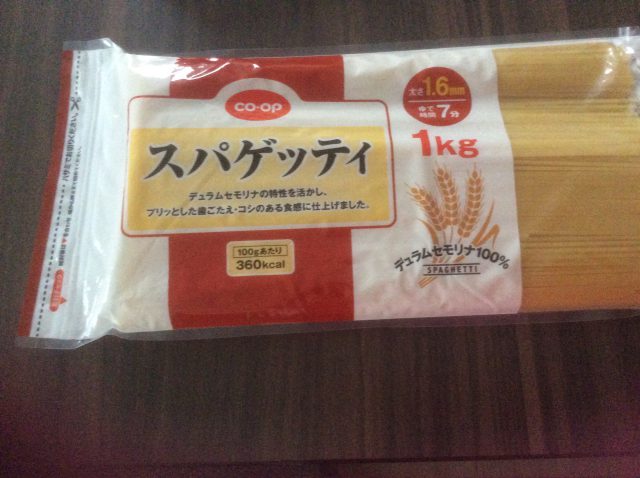 CO-OP
スパゲッティ
デュラムセモリナの特性を活かし、
プリッとした歯ごたえ・コシのある食感に仕上げました。
100gあたり
360kcal
太さ1.6mm
ゆで時間7分
1kg
デュラムセモリナ100%
SPAGHETTI